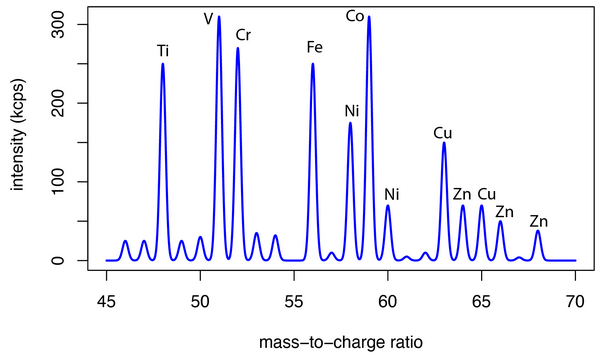 300
200
100
0
intensity (kcps)
Ti
V
Cr
Fe
Ni
Co
Ni
Cu
Zn
Cu
Zn
Zn
45 50 55 60 65 70
mass−to−charge ratio